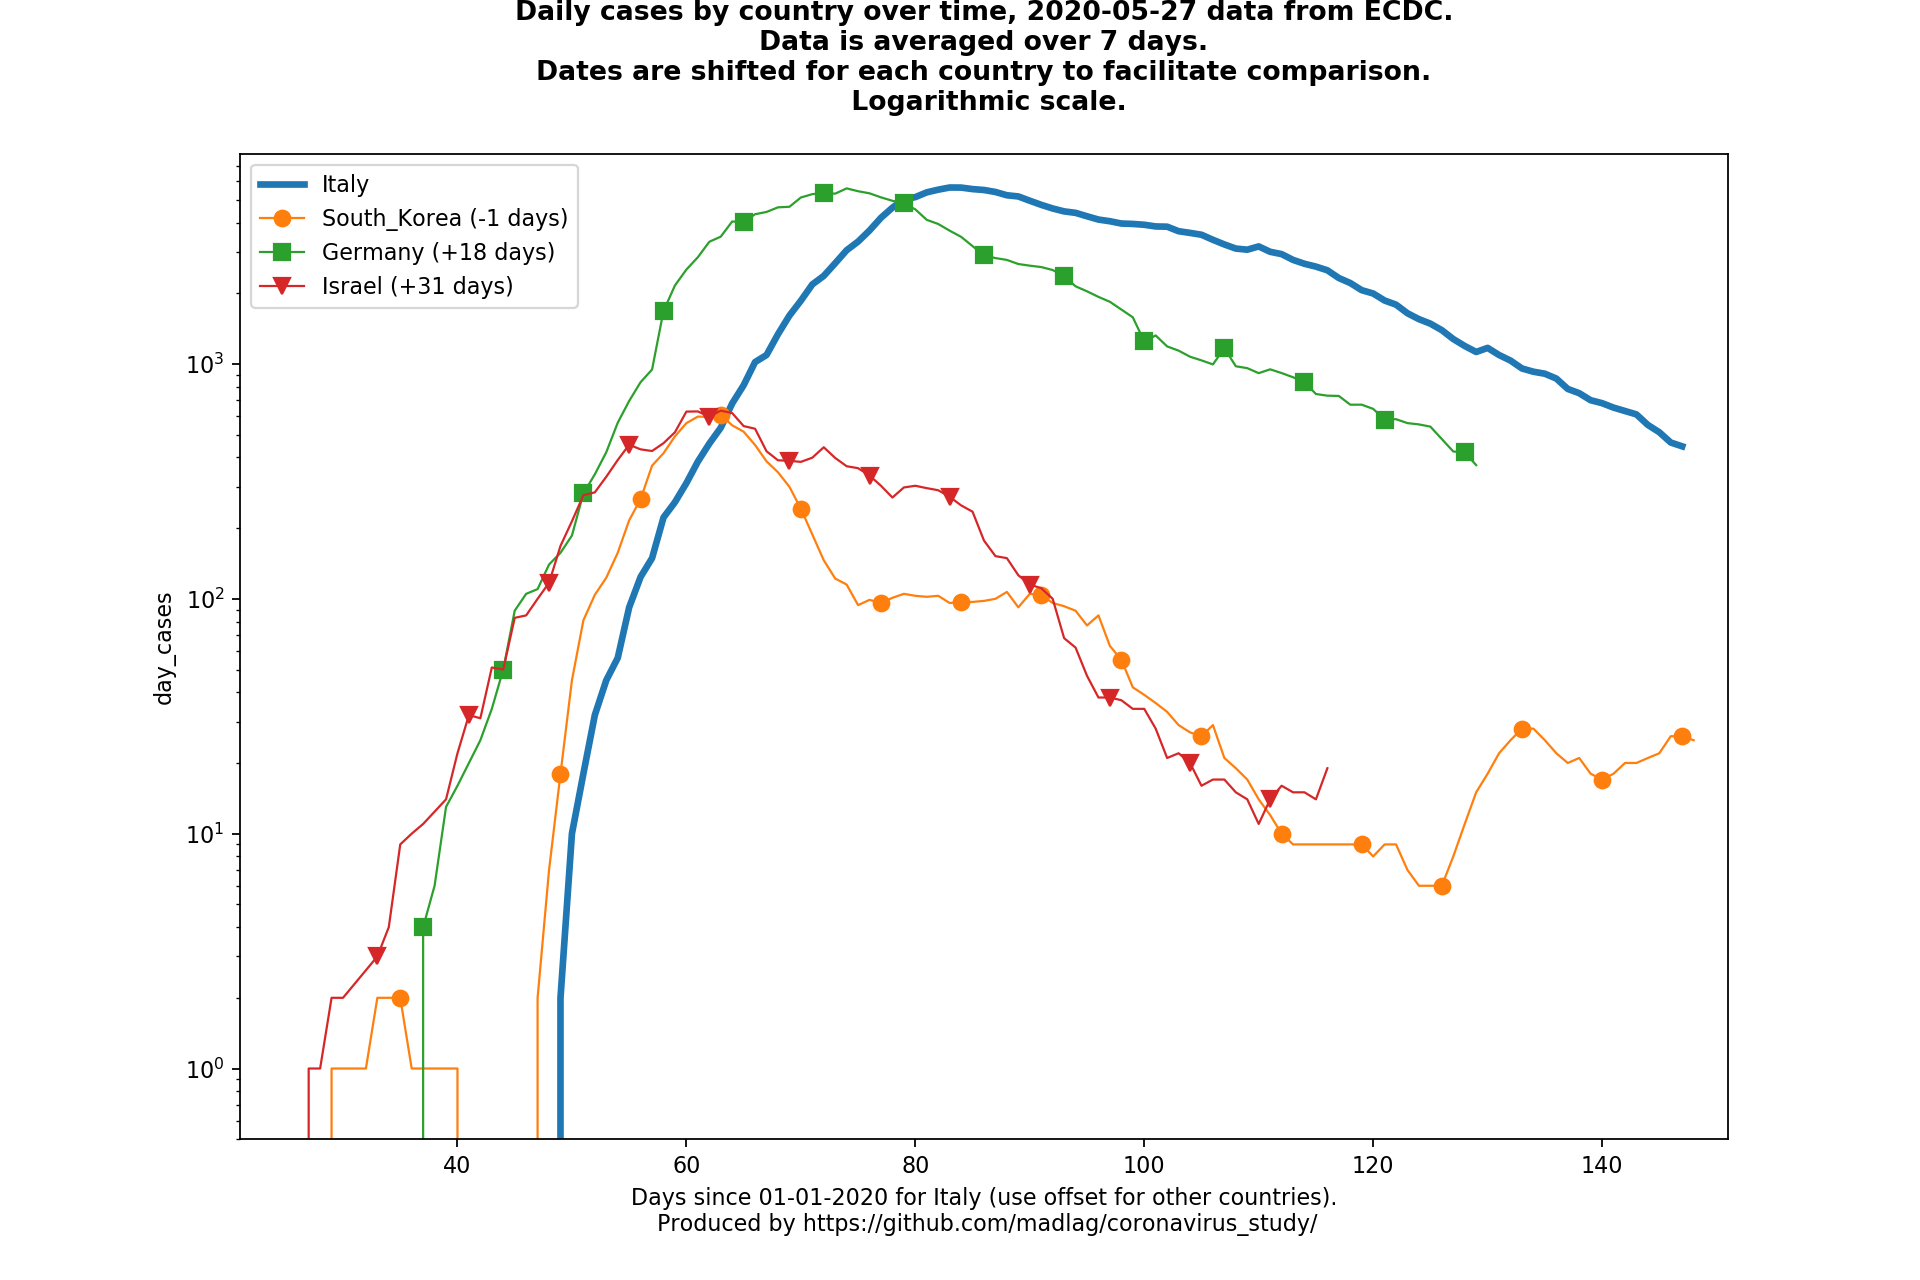 Daily cases by country over time, 2020-05-27 data from ECDC.
Data is averaged over 7 days.
Dates are shifted for each country to facilitate comparison.
Logarithmic scale.
Italy
South_Korea (-1 days)
Germany (+18 days)
Israel (+31 days)
day_cases
10³
10²
10¹
10⁰
40 60 80 100 120 140
Days since 01-01-2020 for Italy (use offset for other countries).
Produced by https://github.com/madlag/coronavirus_study/